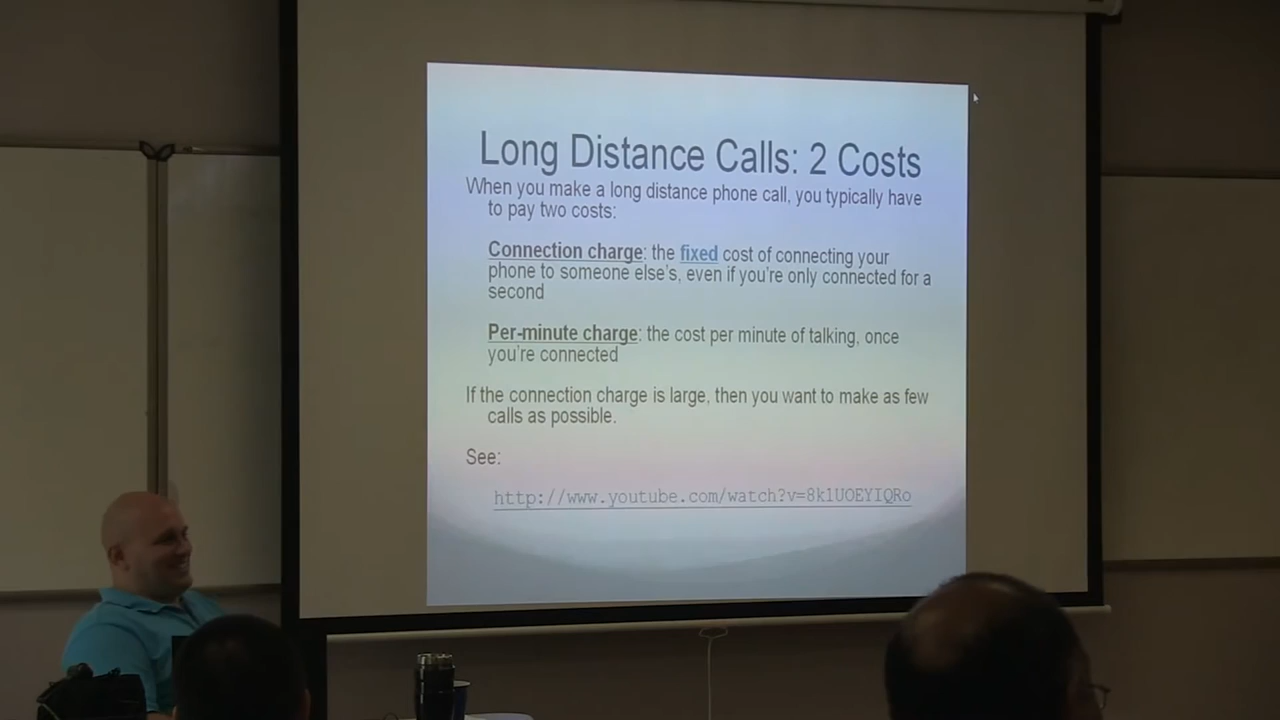 Long Distance Calls: 2 Costs
When you make a long distance phone call, you typically have
to pay two costs:
Connection charge: the fixed cost of connecting your
phone to someone else's, even if you're only connected for a
second
Per-minute charge: the cost per minute of talking, once
you're connected
If the connection charge is large, then you want to make as few
calls as possible.
See:
http://www.youtube.com/watch?v=8k1UOEYIQRo